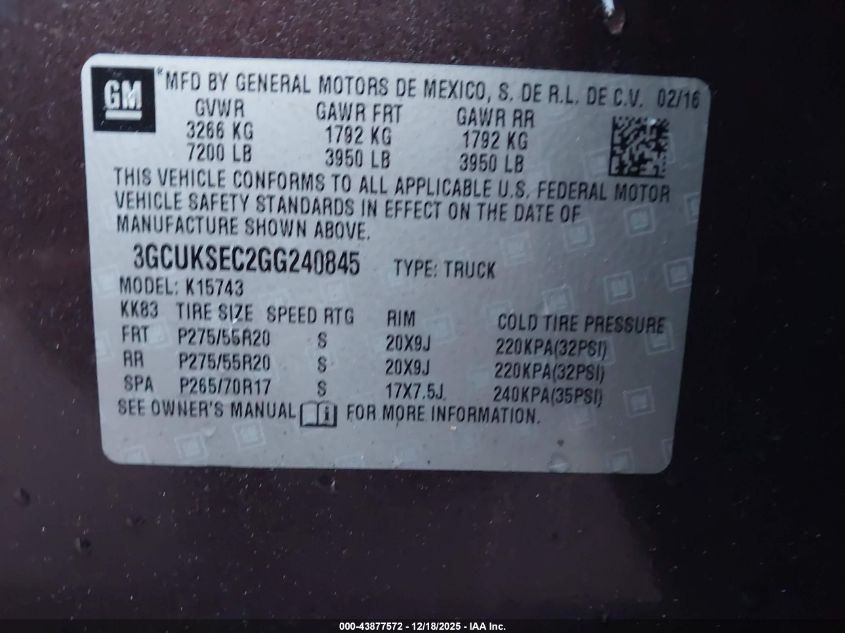 GM
*MFD BY GENERAL MOTORS DE MEXICO, S. DE R.L. DE C.V. 02/16
GVWR GAWR FRT GAWR RR
3266 KG 1792 KG 1792 KG
7200 LB 3950 LB 3950 LB
THIS VEHICLE CONFORMS TO ALL APPLICABLE U.S. FEDERAL MOTOR
VEHICLE SAFETY STANDARDS IN EFFECT ON THE DATE OF
MANUFACTURE SHOWN ABOVE.
3GCUKSEC2GG240845 TYPE: TRUCK
MODEL: K15743
KK83 TIRE SIZE SPEED RTG RIM COLD TIRE PRESSURE
FRT P275/55R20 S 20X9J 220KPA(32PSI)
RR P275/55R20 S 20X9J 220KPA(32PSI)
SPA P265/70R17 S 17X7.5J 240KPA(35PSI)
SEE OWNER'S MANUAL i FOR MORE INFORMATION.
000-43877572 - 12/18/2025 - IAA Inc.